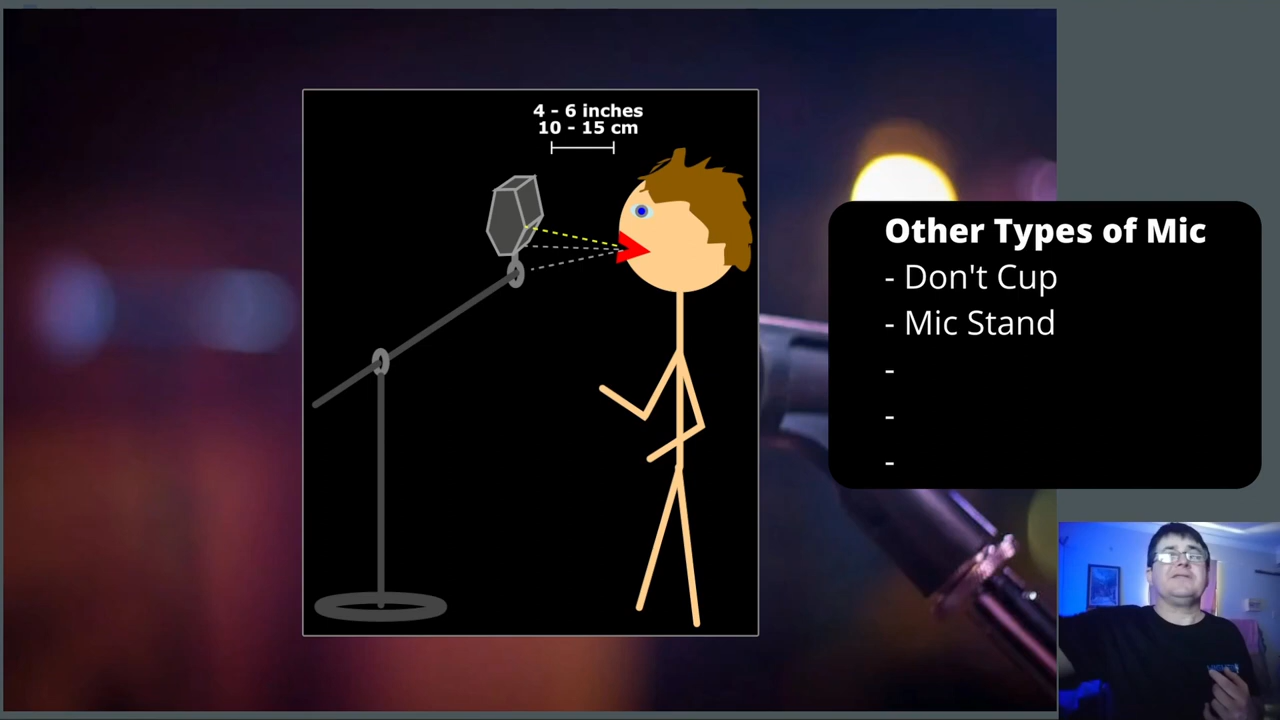 4 - 6 inches
10 - 15 cm
Other Types of Mic
- Don't Cup
- Mic Stand
-
-
-